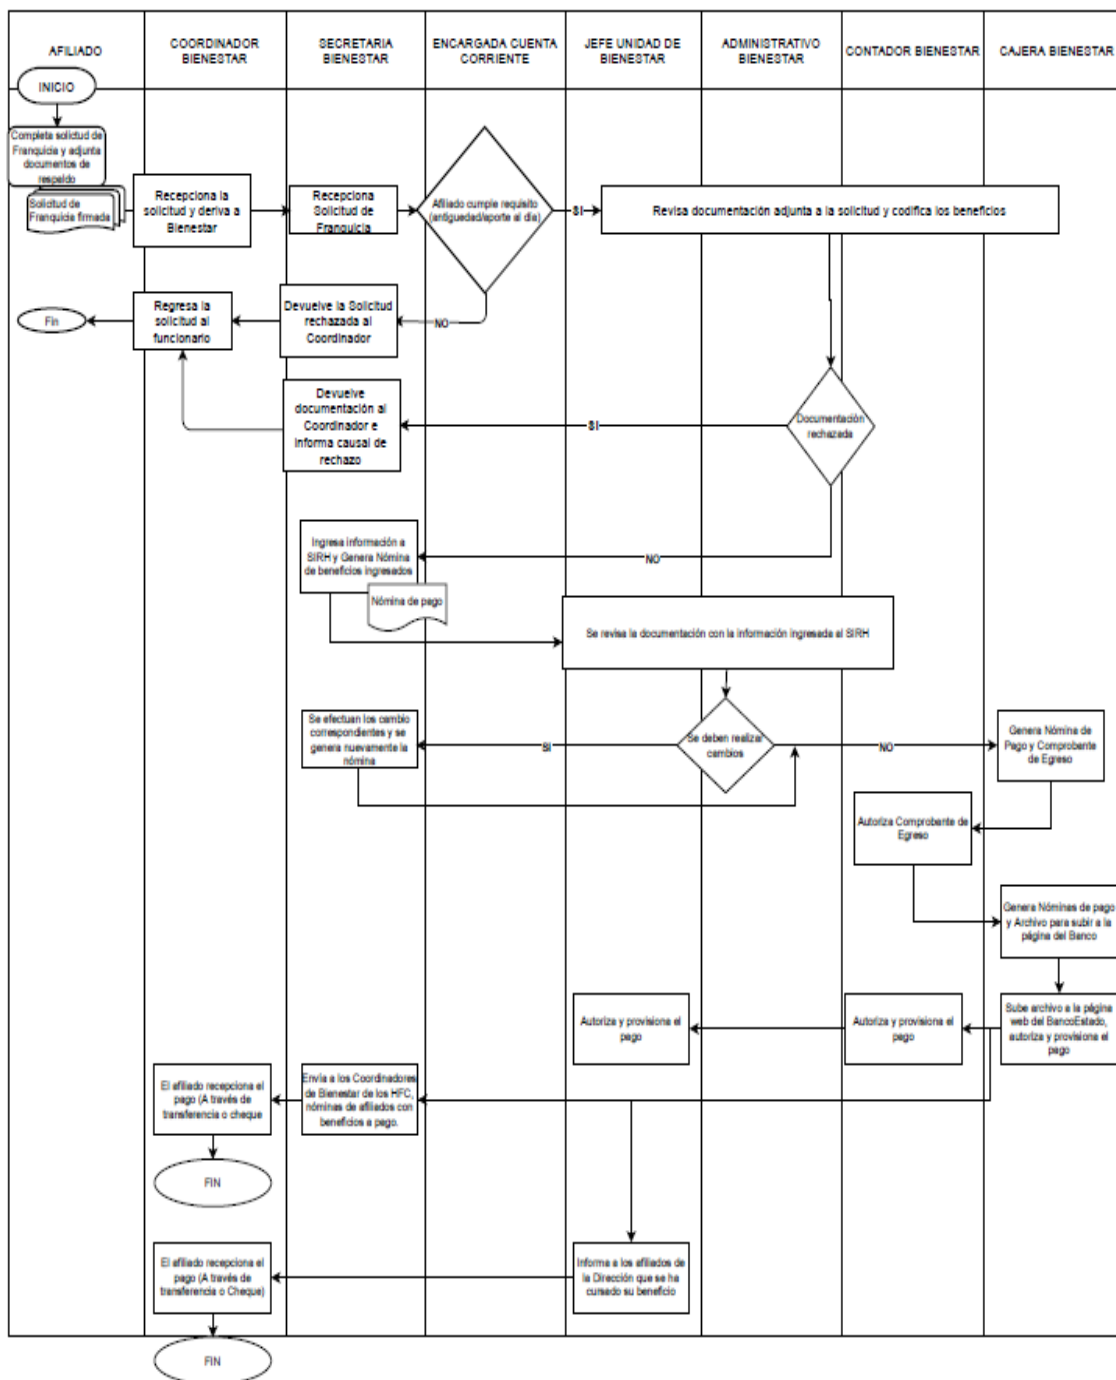 AFILIADO
COORDINADOR
BIENESTAR
SECRETARIA
BIENESTAR
ENCARGADA CUENTA
CORRIENTE
JEFE UNIDAD DE
BIENESTAR
ADMINISTRATIVO
BIENESTAR
CONTADOR BIENESTAR
CAJERA BIENESTAR
INICIO
Completa solictud de
Franquicia y adjunta
documentos de
respaldo
Solicitud de
Franquicia firmada
Recepciona la
solicitud y deriva a
Bienestar
Recepciona
Solicitud de
Franquicia
Afiliado cumple requisito
(antiguedad/aporte al día)
SI
Revisa documentación adjunta a la solicitud y codifica los beneficios
Fin
Regresa la
solicitud al
funcionario
Devuelve la Solicitud
rechazada al
Coordinador
NO
Devuelve
documentación al
Coordinador e
Informa causal de
rechazo
SI
Documentación
rechazada
Ingresa información a
SIRH y Genera Nómina
de beneficios ingresados
NO
Nómina de pago
Se revisa la documentación con la información ingresada al SIRH
Se efectuan los cambio
correspondientes y se
genera nuevamente la
nómina
SI
Se deben realizar
cambios
NO
Genera Nómina de
Pago y Comprobante
de Egreso
Autoriza Comprobante de
Egreso
Genera Nóminas de pago
y Archivo para subir a la
página del Banco
Autoriza y provisiona el
pago
Autoriza y provisiona el
pago
Sube archivo a la página
web del BancoEstado,
autoriza y provisiona el
pago
El afiliado recepciona el
pago (A través de
transferencia o cheque
Envía a los Coordinadores
de Bienestar de los HFC,
nóminas de afiliados con
beneficios a pago.
FIN
El afiliado recepciona el
pago (A través de
transferencia o Cheque)
Informa a los afiliados de
la Dirección que se ha
cursado su beneficio
FIN